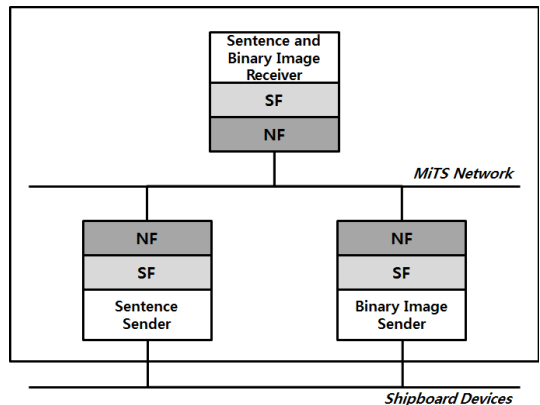 Sentence and
Binary Image
Receiver
SF
NF
MiTS Network
NF
NF
SF
SF
Sentence
Sender
Binary Image
Sender
Shipboard Devices